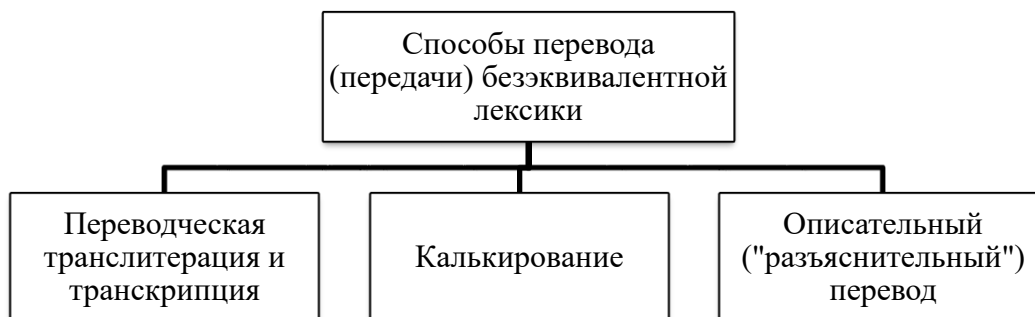 Способы перевода
(передачи) безэквивалентной
лексики
Переводческая
транслитерация и
транскрипция
Калькирование
Описательный
("разъяснительный")
перевод